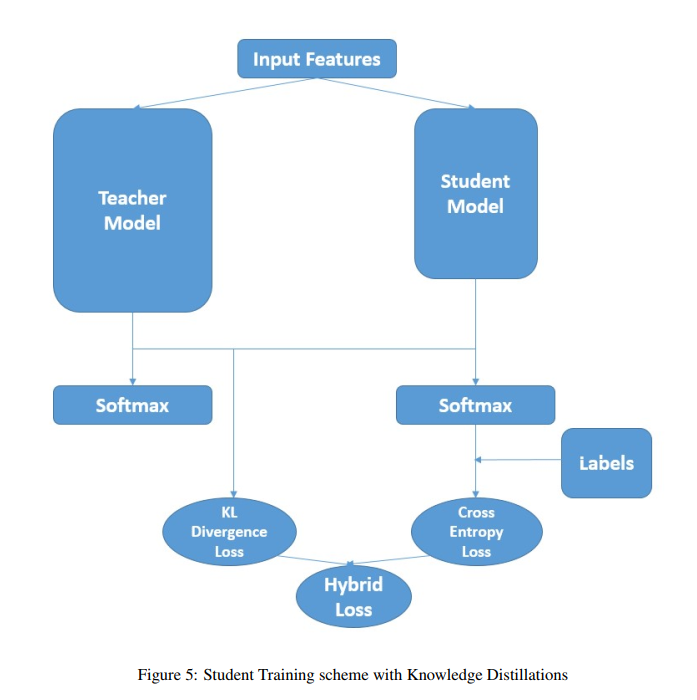 Input Features
Teacher
Model
Student
Model
Softmax
Softmax
Labels
KL
Divergence
Loss
Cross
Entropy
Loss
Hybrid
Loss
Figure 5: Student Training scheme with Knowledge Distillations